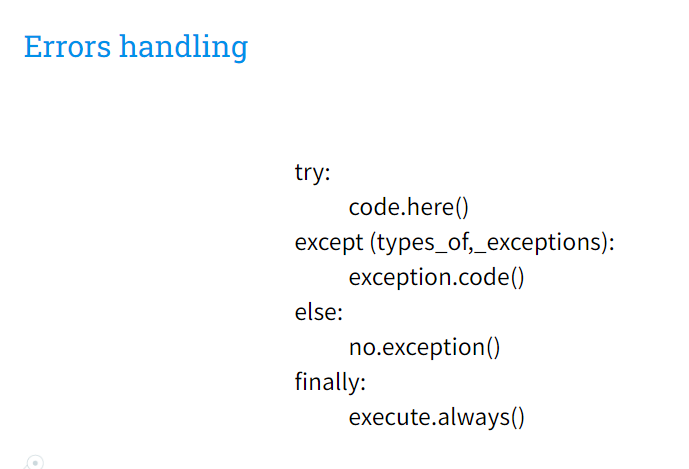 Errors handling
try:
code.here()
except (types_of,_exceptions):
exception.code()
else:
no.exception()
finally:
execute.always()